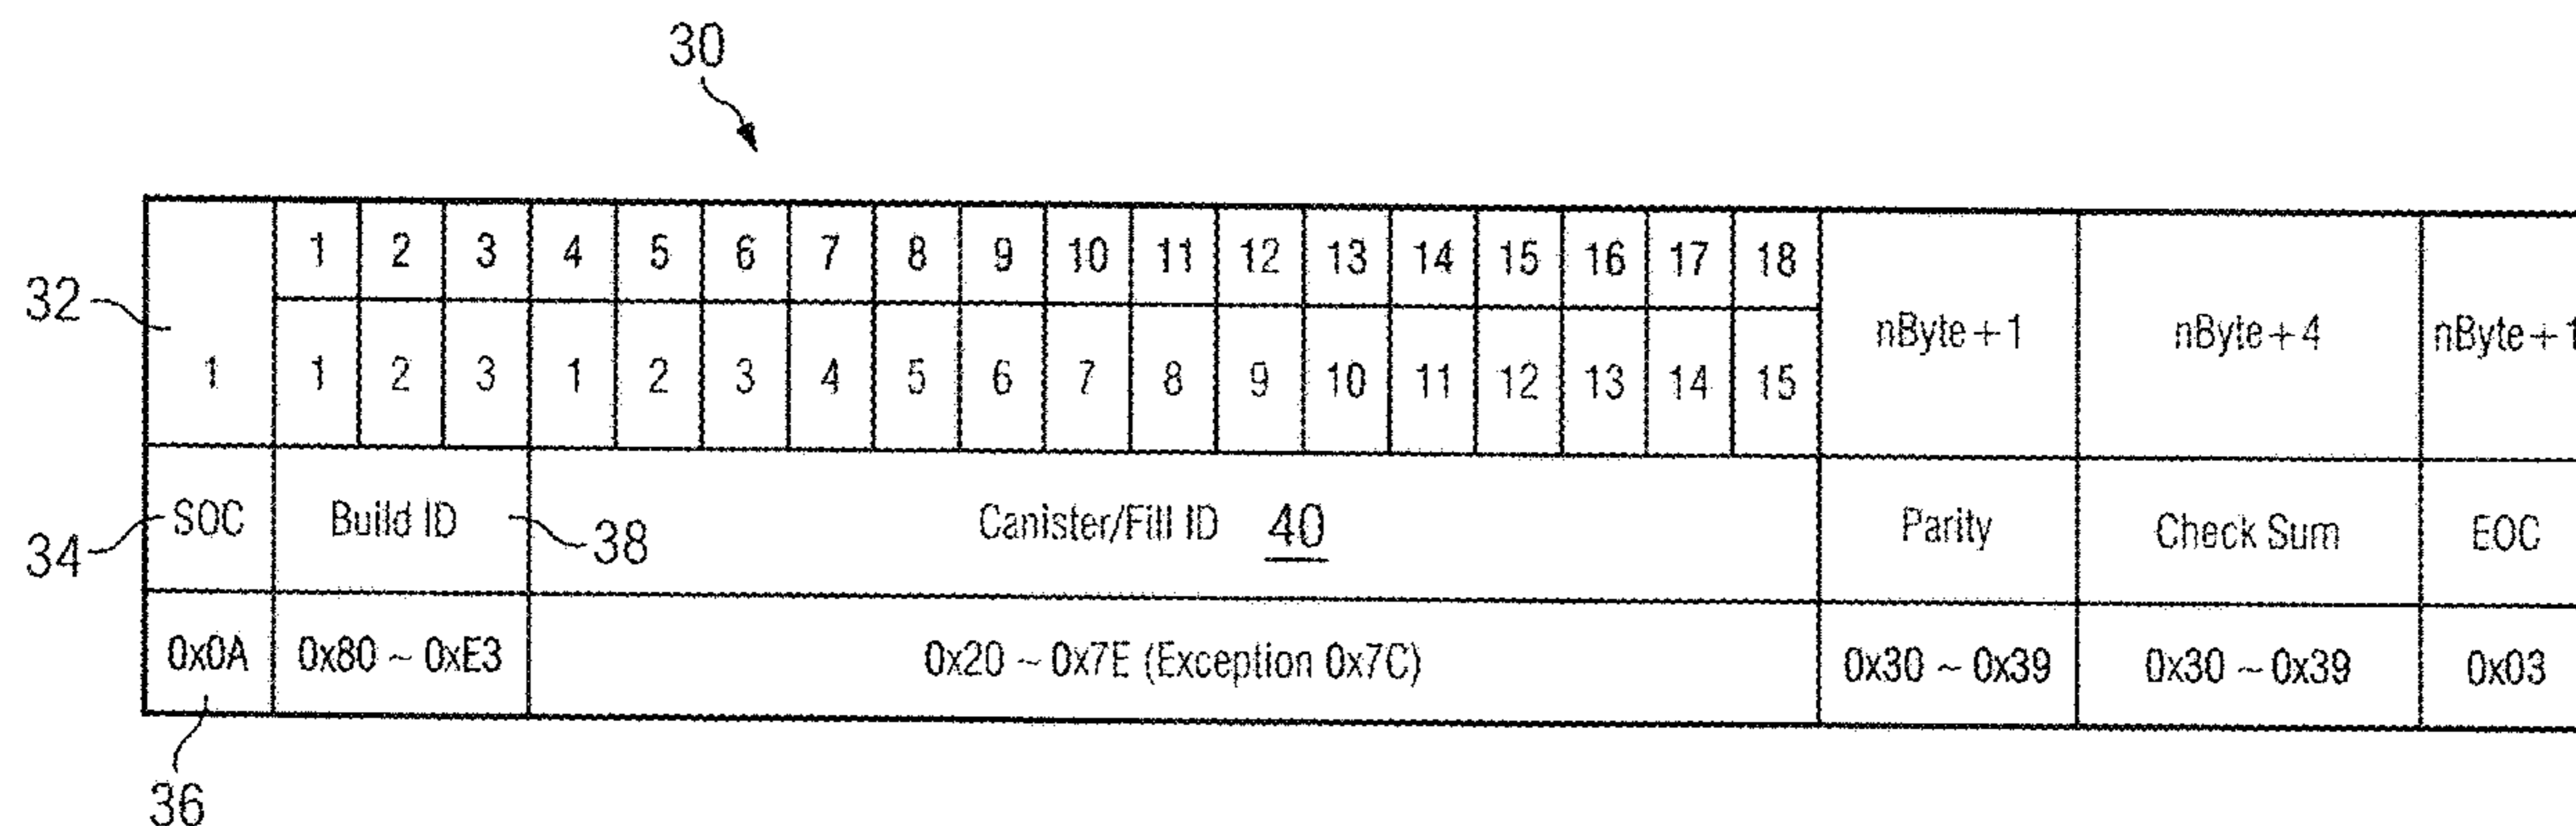 30
32
1 2 3 4 5 6 7 8 9 10 11 12 13 14 15 16 17 18
1 1 2 3 1 2 3 4 5 6 7 8 9 10 11 12 13 14 15 nByte+1 nByte+4 nByte+1
34 SOC Build ID 38 Canister/Fill ID 40 Parity Check Sum EOC
0x0A 0x80 ~ 0xE3 0x20 ~ 0x7E (Exception 0x7C) 0x30 ~ 0x39 0x30 ~ 0x39 0x03
36